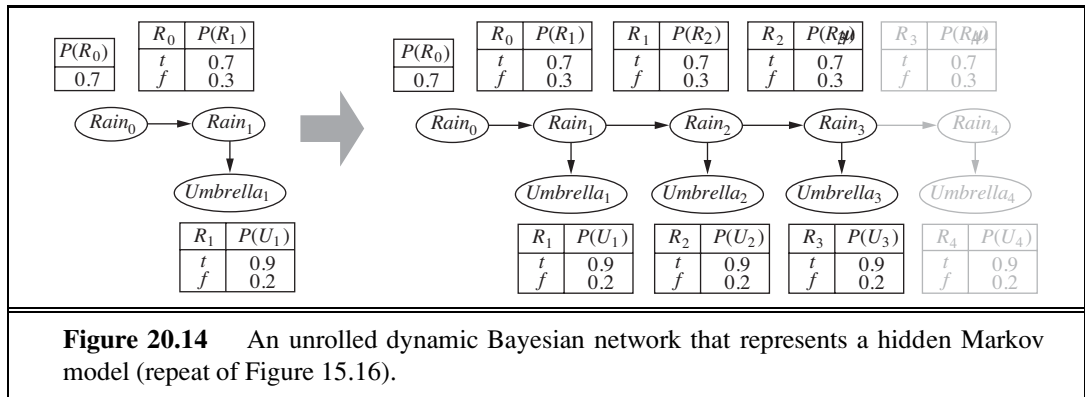 R0 P(R1)
P(R0) t 0.7
0.7 f 0.3
Rain0 Rain1
Umbrella1
R1 P(U1)
t 0.9
f 0.2
P(R0)
0.7
R0 P(R1)
t 0.7
f 0.3
R1 P(R2)
t 0.7
f 0.3
R2
t 0.7
f 0.3
R3
t 0.7
f 0.3
Rain0 Rain1 Rain2 Rain3 Rain4
Umbrella1 Umbrella2 Umbrella3 Umbrella4
R1 P(U1)
t 0.9
f 0.2
R2 P(U2)
t 0.9
f 0.2
R3 P(U3)
t 0.9
f 0.2
R4 P(U4)
t 0.9
f 0.2
Figure 20.14 An unrolled dynamic Bayesian network that represents a hidden Markov
model (repeat of Figure 15.16).